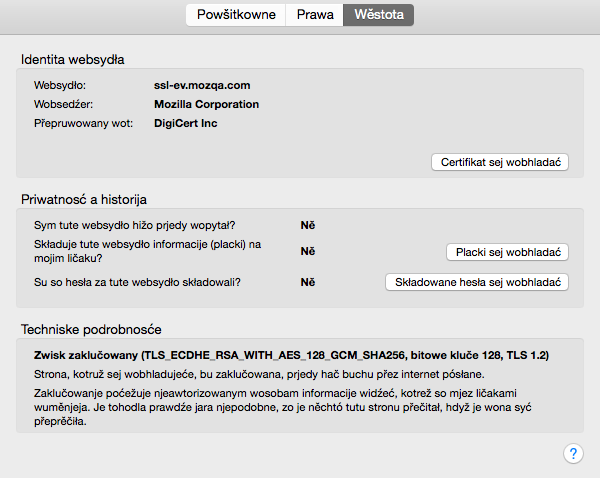 Powšitkowne Prawa Wěstota
Identita websydła
Websydło: ssl-ev.mozqa.com
Wobsedźer: Mozilla Corporation
Přepruwowany wot: DigiCert Inc
Certifikat sej wobhladać
Priwatnosć a historija
Sym tute websydło hižo prjedy wopytał? Ně
Składuje tute websydło informacije (placki) na
mojim ličaku? Ně Placki sej wobhladać
Su so hesła za tute websydło składowali? Ně Składowane hesła sej wobhladać
Techniske podrobnosće
Zwisk zaklučowany (TLS_ECDHE_RSA_WITH_AES_128_GCM_SHA256, bitowe kluče 128, TLS 1.2)
Strona, kotruž sej wobhladujeće, bu zaklučowana, prjedy hač buchu přez internet pósłane.
Zaklučowanje poćežuje njeawtorizowanym wosobam informacije widźeć, kotrež so mjez ličakami
wuměnjeja. Je tohodla prawdźe jara njepodobne, zo je něchtó tutu stronu přečitał, hdyž je wona syć
přeprěčiła.
?